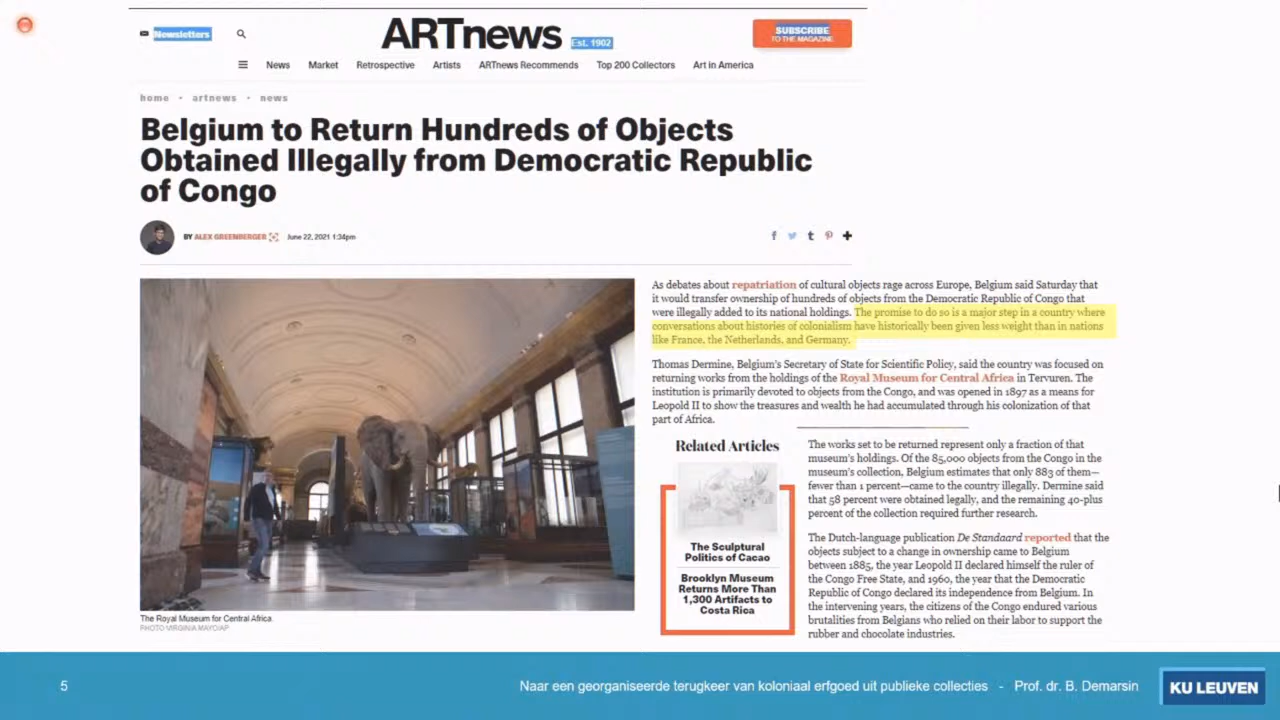 Newsletters
ARTnews
Est. 1902
SUBSCRIBE
TO THE MAGAZINE
News Market Retrospective Artists ARTnews Recommends Top 200 Collectors Art in America
home · artnews · news
Belgium to Return Hundreds of Objects
Obtained Illegally from Democratic Republic
of Congo
BY ALEX GREENBERGER June 22, 2021 1:34pm
As debates about repatriation of cultural objects rage across Europe, Belgium said Saturday that
it would transfer ownership of hundreds of objects from the Democratic Republic of Congo that
were illegally added to its national holdings. The promise to do so is a major step in a country where
conversations about histories of colonialism have historically been given less weight than in nations
like France, the Netherlands, and Germany.
Thomas Dermine, Belgium's Secretary of State for Scientific Policy, said the country was focused on
returning works from the holdings of the Royal Museum for Central Africa in Tervuren. The
institution is primarily devoted to objects from the Congo, and was opened in 1897 as a means for
Leopold II to show the treasures and wealth he had accumulated through his colonization of that
part of Africa.
Related Articles
The Sculptural
Politics of Cacao
Brooklyn Museum
Returns More Than
1,300 Artifacts to
Costa Rica
The works set to be returned represent only a fraction of that
museum's holdings. Of the 85,000 objects from the Congo in the
museum's collection, Belgium estimates that only 883 of them—
fewer than 1 percent—came to the country illegally. Dermine said
that 58 percent were obtained legally, and the remaining 40-plus
percent of the collection required further research.
The Dutch-language publication De Standaard reported that the
objects subject to a change in ownership came to Belgium
between 1885, the year Leopold II declared himself the ruler of
the Congo Free State, and 1960, the year that the Democratic
Republic of Congo declared its independence from Belgium. In
the intervening years, the citizens of the Congo endured various
brutalities from Belgians who relied on their labor to support the
rubber and chocolate industries.
The Royal Museum for Central Africa.
PHOTO VIRGINIA MAYO/AP
5
Naar een georganiseerde terugkeer van koloniaal erfgoed uit publieke collecties - Prof. dr. B. Demarsin
KU LEUVEN